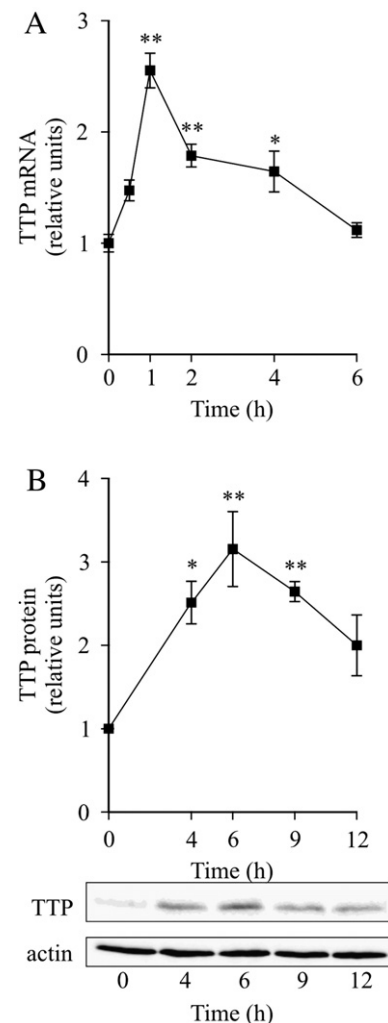 A
3
2
1
0
TTP mRNA
(relative units)
** ** *
0 1 2 4 6
Time (h)
B
4
3
2
1
0
TTP protein
(relative units)
* ** **
0 4 6 9 12
Time (h)
TTP
actin
0 4 6 9 12
Time (h)